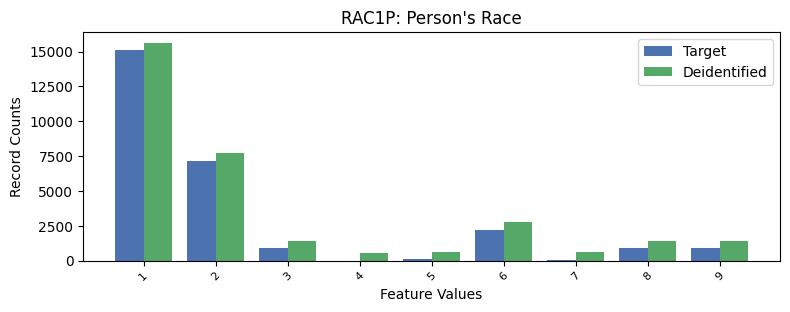 RAC1P: Person's Race
Target
Deidentified
Record Counts
15000
12500
10000
7500
5000
2500
0
1 2 3 4 5 6 7 8 9
Feature Values